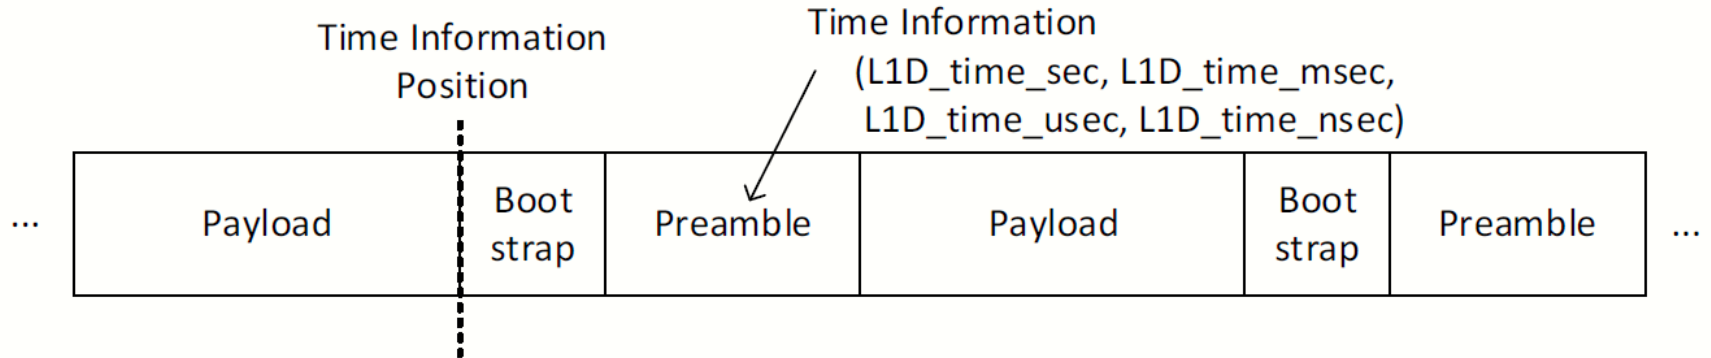 Time Information
Position
Time Information
(L1D_time_sec, L1D_time_msec,
L1D_time_usec, L1D_time_nsec)
...
Payload
Boot
strap
Preamble
Payload
Boot
strap
Preamble
...